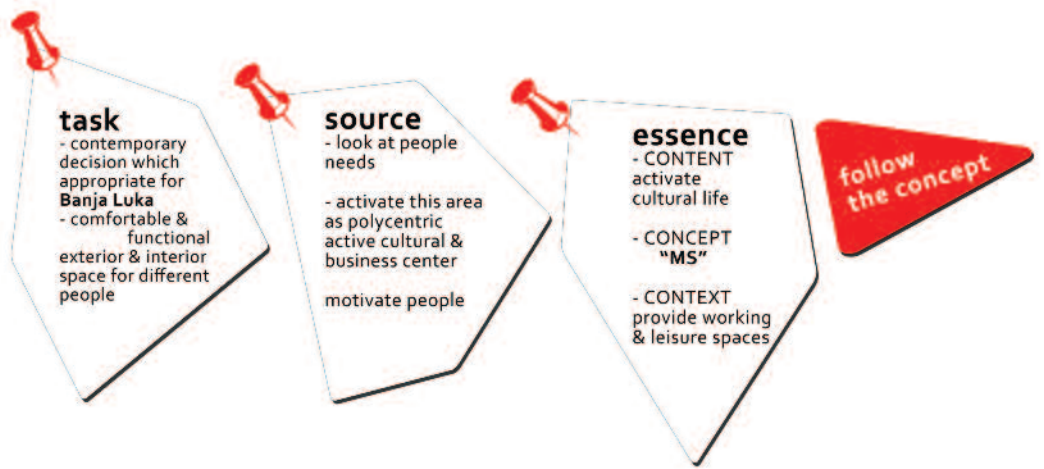 task
- contemporary
decision which
appropriate for
Banja Luka
- comfortable &
functional
exterior & interior
space for different
people
source
- look at people
needs
- activate this area
as polycentric
active cultural &
business center
motivate people
essence
- CONTENT
activate
cultural life
- CONCEPT
"MS"
- CONTEXT
provide working
& leisure spaces
follow
the concept